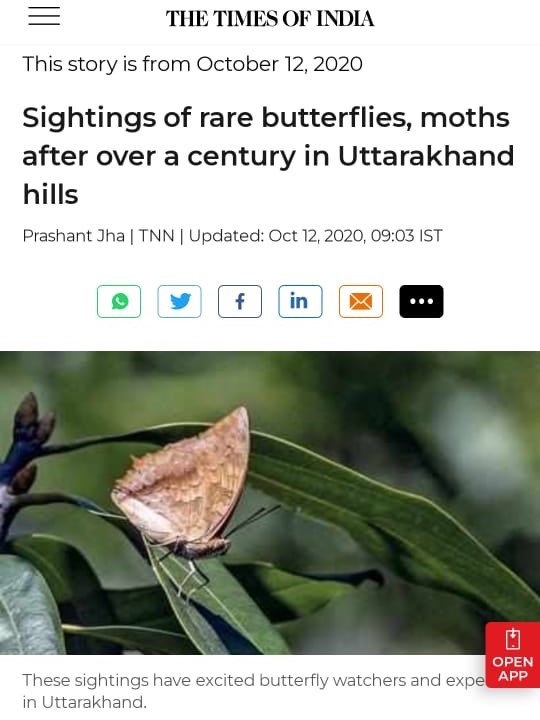 THE TIMES OF INDIA
This story is from October 12, 2020
Sightings of rare butterflies, moths
after over a century in Uttarakhand
hills
Prashant Jha | TNN | Updated: Oct 12, 2020, 09:03 IST
f
in
OPEN
APP
These sightings have excited butterfly watchers and expe
in Uttarakhand.